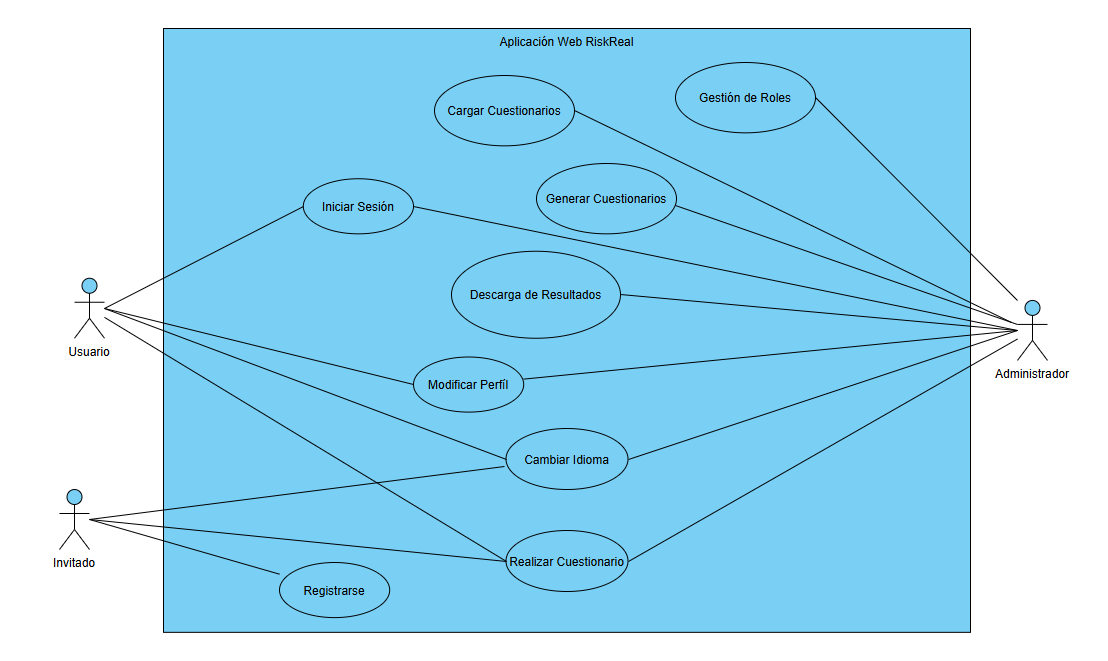 Aplicación Web RiskReal
Gestión de Roles
Cargar Cuestionarios
Generar Cuestionarios
Iniciar Sesión
Descarga de Resultados
Usuario
Administrador
Modificar Perfíl
Cambiar Idioma
Invitado
Realizar Cuestionario
Registrarse